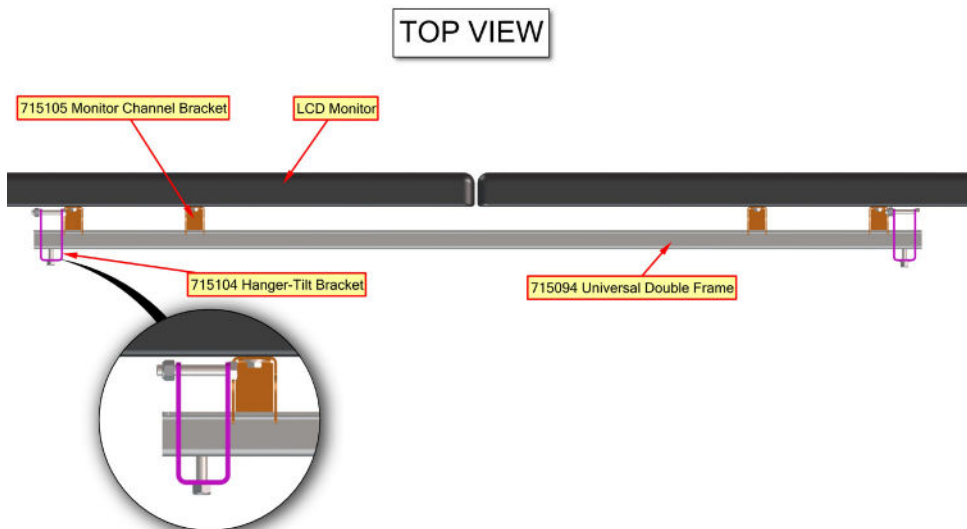 TOP VIEW
715105 Monitor Channel Bracket
LCD Monitor
715104 Hanger-Tilt Bracket
715094 Universal Double Frame